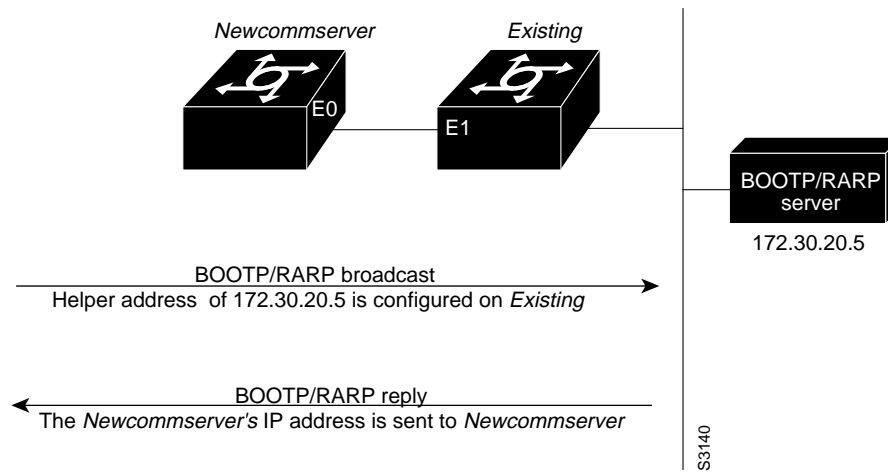 Newcommserver
Existing
E0
E1
BOOTP/RARP
server
172.30.20.5
BOOTP/RARP broadcast
Helper address of 172.30.20.5 is configured on Existing
BOOTP/RARP reply
The Newcommserver's IP address is sent to Newcommserver
S3140